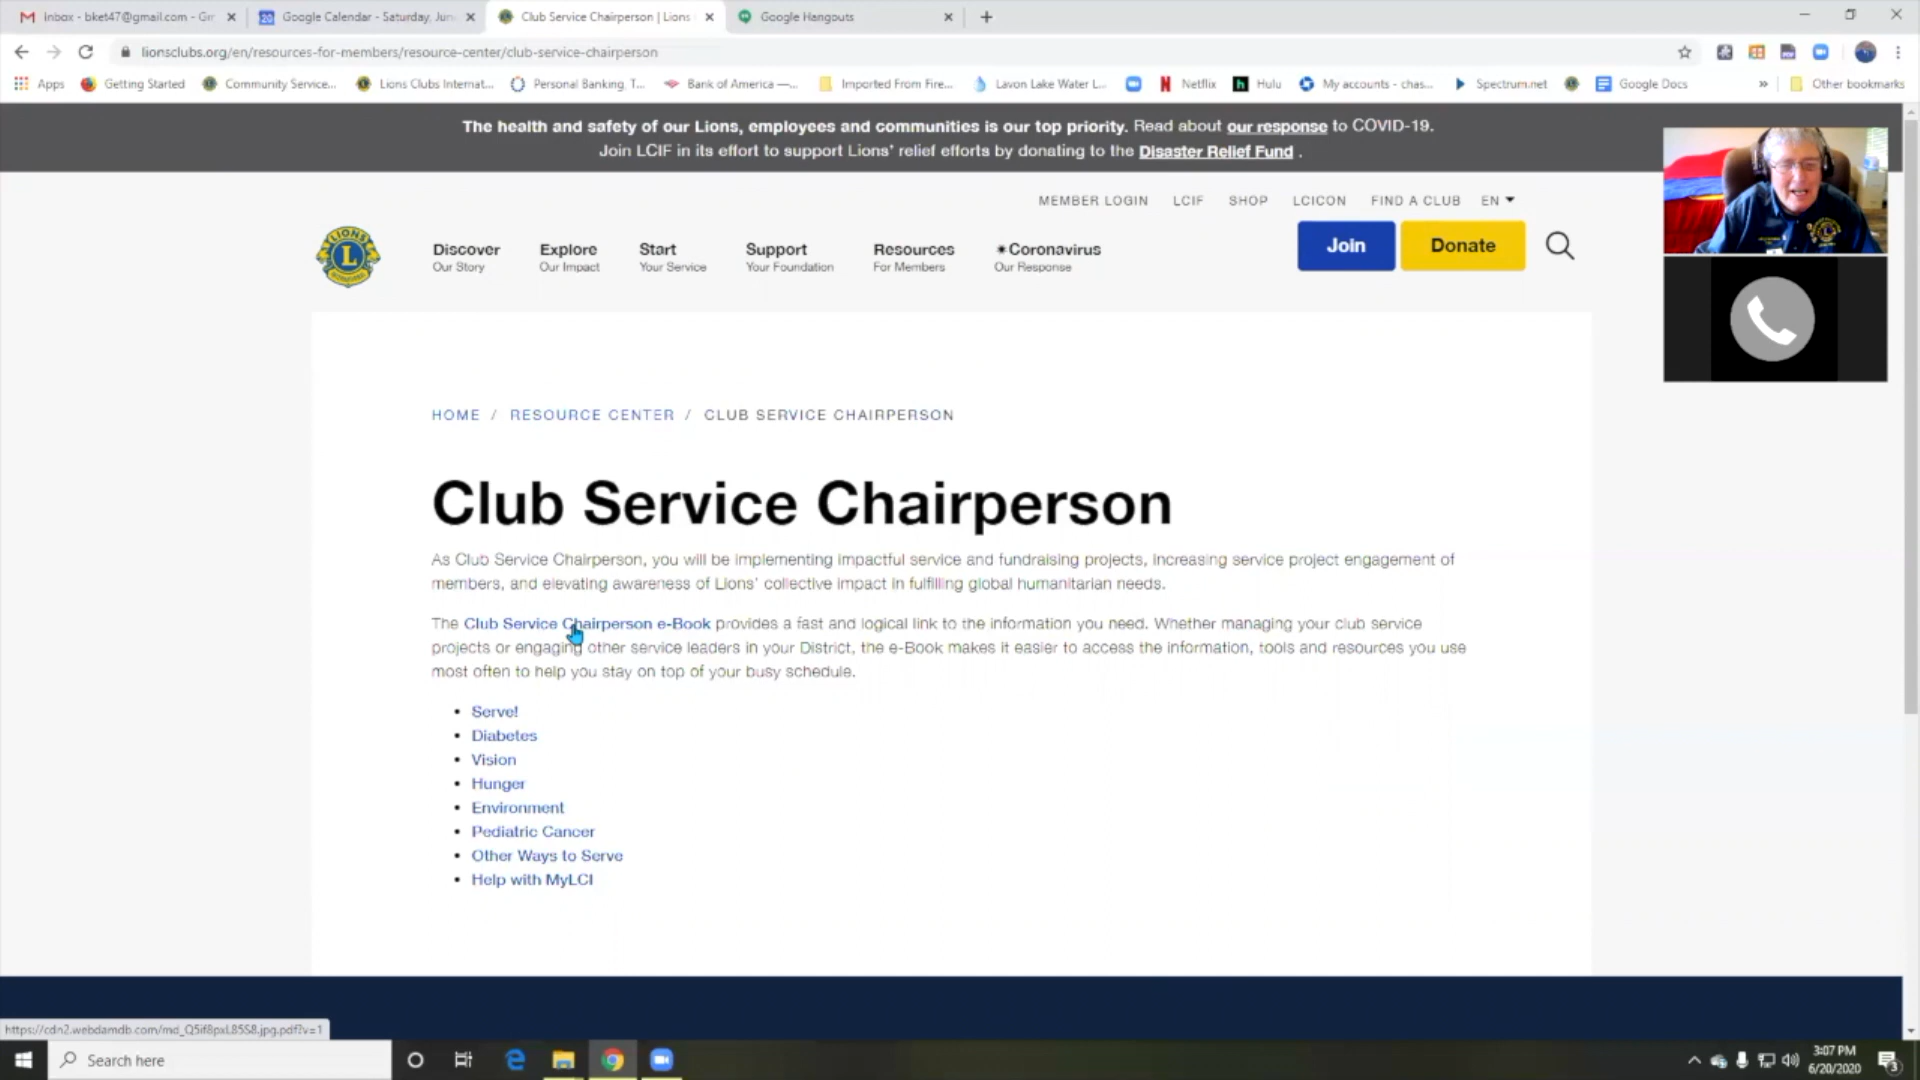 Inbox - bket47@gmail.com - Gm
Google Calendar - Saturday, June
Club Service Chairperson | Lions
Google Hangouts
lionsclubs.org/en/resources-for-members/resource-center/club-service-chairperson
Apps Getting Started Community Service... Lions Clubs Internat... Personal Banking, T... Bank of America —... Imported From Fire... Lavon Lake Water L... Netflix Hulu My accounts - chas... Spectrum.net Google Docs » Other bookmarks
The health and safety of our Lions, employees and communities is our top priority. Read about our response to COVID-19.
Join LCIF in its effort to support Lions' relief efforts by donating to the Disaster Relief Fund .
MEMBER LOGIN LCIF SHOP LCICON FIND A CLUB EN
LIONS
L
Discover Explore Start Support Resources Coronavirus
Our Story Our Impact Your Service Your Foundation For Members Our Response
Join Donate
HOME / RESOURCE CENTER / CLUB SERVICE CHAIRPERSON
Club Service Chairperson
As Club Service Chairperson, you will be implementing impactful service and fundraising projects, increasing service project engagement of
members, and elevating awareness of Lions' collective impact in fulfilling global humanitarian needs.
The Club Service Chairperson e-Book provides a fast and logical link to the information you need. Whether managing your club service
projects or engaging other service leaders in your District, the e-Book makes it easier to access the information, tools and resources you use
most often to help you stay on top of your busy schedule.
• Serve!
• Diabetes
• Vision
• Hunger
• Environment
• Pediatric Cancer
• Other Ways to Serve
• Help with MyLCI
https://cdn2.webdamdb.com/md_Q5if8pxL85S8.jpg.pdf?v=1
Search here
3:07 PM
6/20/2020
3